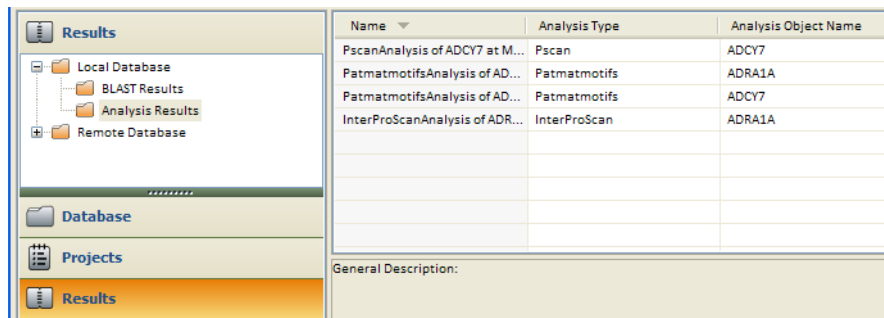 Results
Local Database
BLAST Results
Analysis Results
Remote Database
Database
Projects
Results
Name Analysis Type Analysis Object Name
PscanAnalysis of ADCY7 at M... Pscan ADCY7
PatmatmotifsAnalysis of AD... Patmatmotifs ADRA1A
PatmatmotifsAnalysis of AD... Patmatmotifs ADCY7
InterProScanAnalysis of ADR... InterProScan ADRA1A
General Description: